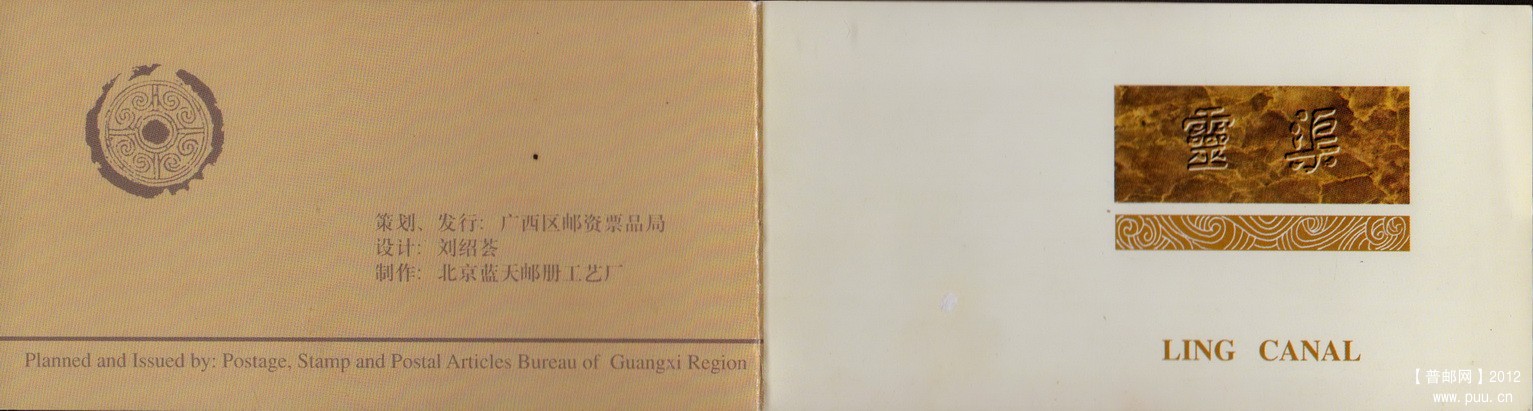 策划、发行：广西区邮资票品局
设计：刘绍荟
制作：北京蓝天邮册工艺厂
Planned and Issued by: Postage, Stamp and Postal Articles Bureau of Guangxi Region
靈渠
LING CANAL
【普邮网】2012
www.puu.cn